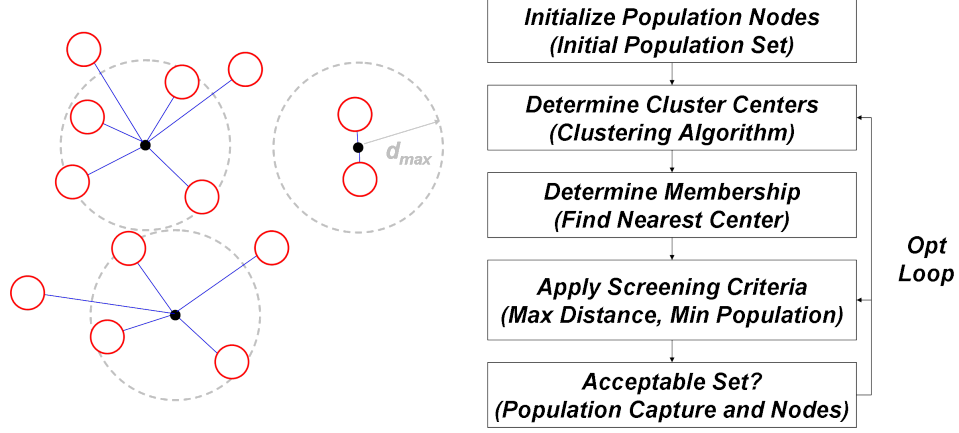 d_max
Initialize Population Nodes
(Initial Population Set)
Determine Cluster Centers
(Clustering Algorithm)
Determine Membership
(Find Nearest Center)
Apply Screening Criteria
(Max Distance, Min Population)
Acceptable Set?
(Population Capture and Nodes)
Opt
Loop